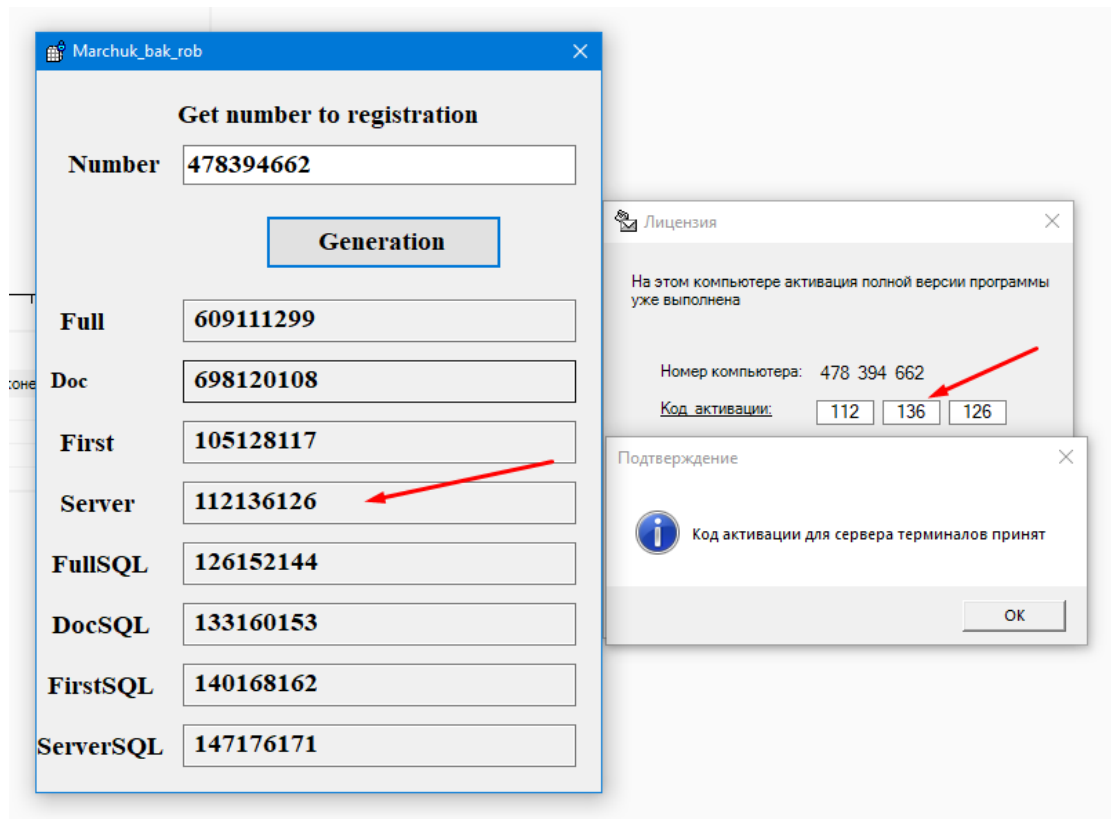 Marchuk_bak_rob
Get number to registration
Number 478394662
Generation
Full 609111299
Doc 698120108
First 105128117
Server 112136126
FullSQL 126152144
DocSQL 133160153
FirstSQL 140168162
ServerSQL 147176171
Лицензия
На этом компьютере активация полной версии программы
уже выполнена
Номер компьютера: 478 394 662
Код активации: 112 136 126
Подтверждение
Код активации для сервера терминалов принят
OK